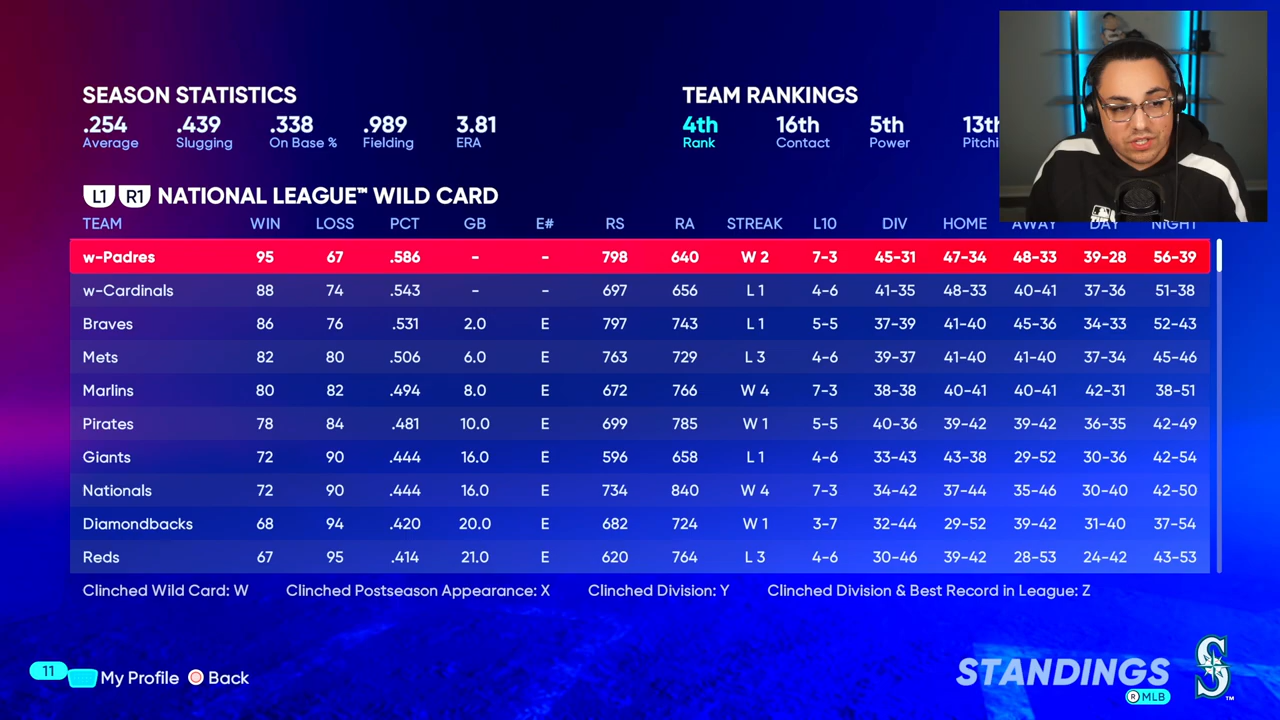 SEASON STATISTICS
.254 .439 .338 .989 3.81
Average Slugging On Base % Fielding ERA
TEAM RANKINGS
4th 16th 5th 13th
Rank Contact Power
L1 R1 NATIONAL LEAGUE™ WILD CARD
TEAM WIN LOSS PCT GB E# RS RA STREAK L10 DIV HOME AWAY DAY NIGHT
w-Padres 95 67 .586 - - 798 640 W 2 7-3 45-31 47-34 48-33 39-28 56-39
w-Cardinals 88 74 .543 - - 697 656 L 1 4-6 41-35 48-33 40-41 37-36 51-38
Braves 86 76 .531 2.0 E 797 743 L 1 5-5 37-39 41-40 45-36 34-33 52-43
Mets 82 80 .506 6.0 E 763 729 L 3 4-6 39-37 41-40 41-40 37-34 45-46
Marlins 80 82 .494 8.0 E 672 766 W 4 7-3 38-38 40-41 40-41 42-31 38-51
Pirates 78 84 .481 10.0 E 699 785 W 1 5-5 40-36 39-42 39-42 36-35 42-49
Giants 72 90 .444 16.0 E 596 658 L 1 4-6 33-43 43-38 29-52 30-36 42-54
Nationals 72 90 .444 16.0 E 734 840 W 4 7-3 34-42 37-44 35-46 30-40 42-50
Diamondbacks 68 94 .420 20.0 E 682 724 W 1 3-7 32-44 29-52 39-42 31-40 37-54
Reds 67 95 .414 21.0 E 620 764 L 3 4-6 30-46 39-42 28-53 24-42 43-53
Clinched Wild Card: W Clinched Postseason Appearance: X Clinched Division: Y Clinched Division & Best Record in League: Z
11 My Profile Back
STANDINGS
R MLB
S ™